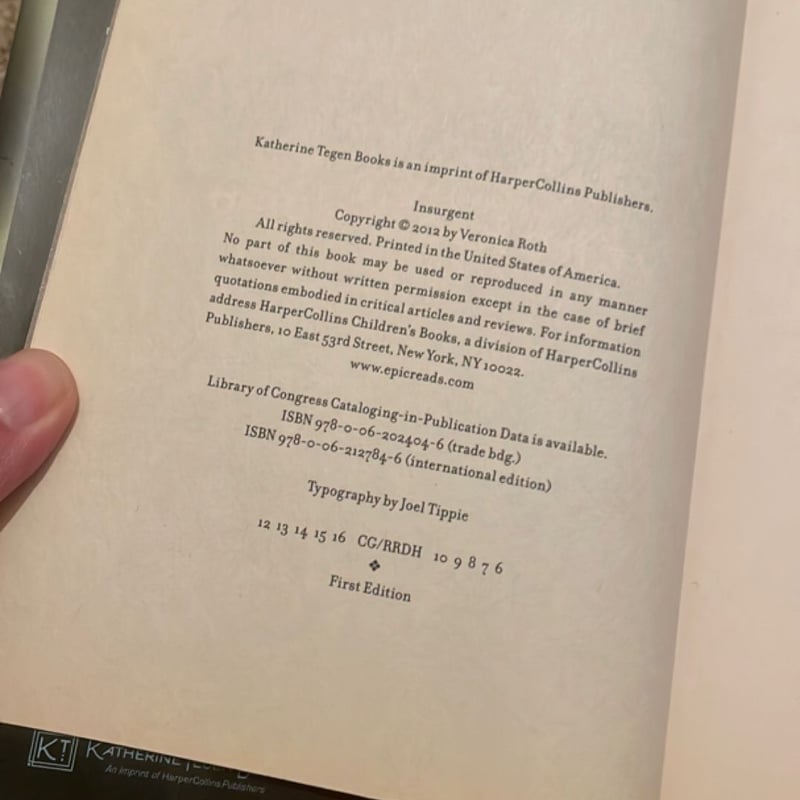 Katherine Tegen Books is an imprint of HarperCollins Publishers.
Insurgent
Copyright © 2012 by Veronica Roth
All rights reserved. Printed in the United States of America.
No part of this book may be used or reproduced in any manner
whatsoever without written permission except in the case of brief
quotations embodied in critical articles and reviews. For information
address HarperCollins Children's Books, a division of HarperCollins
Publishers, 10 East 53rd Street, New York, NY 10022.
www.epicreads.com
Library of Congress Cataloging-in-Publication Data is available.
ISBN 978-0-06-202404-6 (trade bdg.)
ISBN 978-0-06-212784-6 (international edition)
Typography by Joel Tippie
12 13 14 15 16 CG/RRDH 10 9 8 7 6
❖
First Edition
KT KATHERINE
An Imprint of HarperCollins Publishers